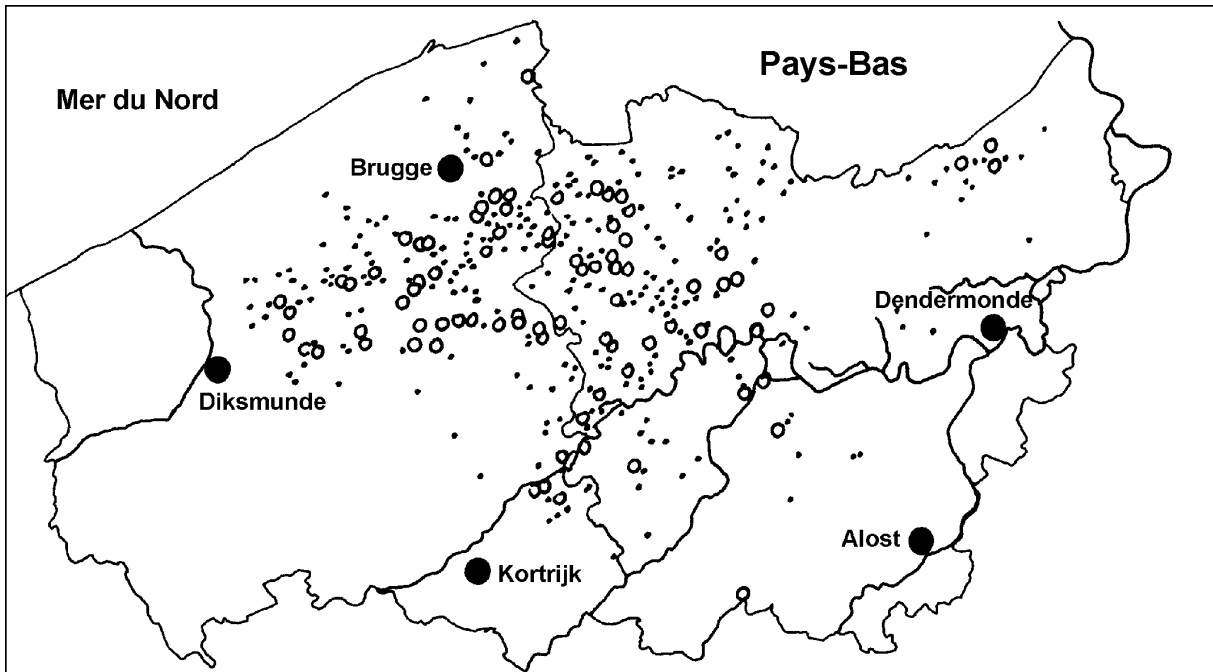 Pays-Bas
Mer du Nord
Brugge
Dendermonde
Diksmunde
Alost
Kortrijk